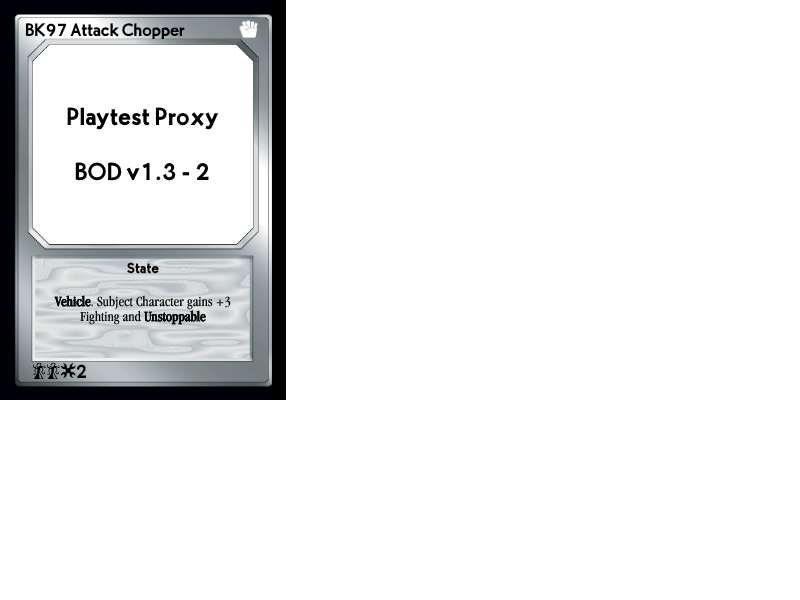 BK97 Attack Chopper
Playtest Proxy
BOD v1.3 - 2
State
Vehicle. Subject Character gains +3
Fighting and Unstoppable
2